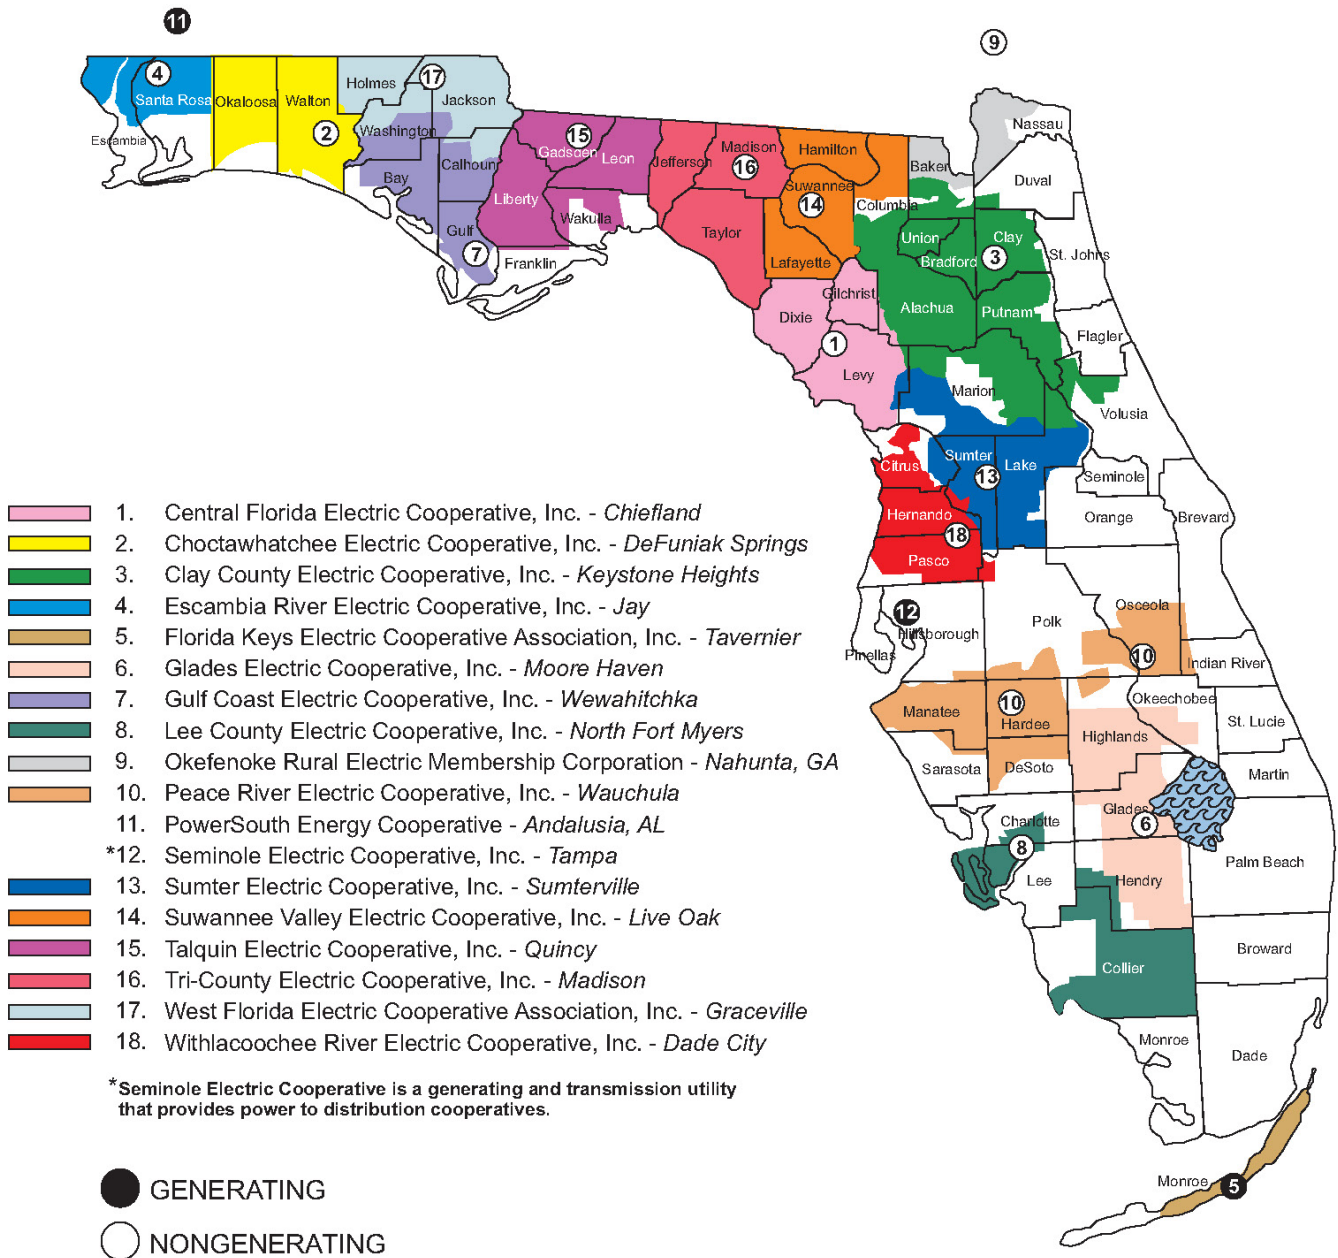 11
9
4
17
Holmes
Jackson
Santa Rosa
Okaloosa
Walton
2
Washington
Escambia
15
Gadsden
Leon
Calhoun
Bay
Liberty
Wakulla
Gulf
7
Franklin
Jefferson
Madison
16
Hamilton
Suwannee
14
Columbia
Taylor
Lafayette
Baker
Nassau
Duval
Union
Clay
Bradford
3
St. Johns
Gilchrist
Dixie
Alachua
Putnam
1
Flagler
Levy
Marion
Volusia
Citrus
Sumter
Lake
13
Seminole
Hernando
Orange
Brevard
18
Pasco
12
Hillsborough
Pinellas
Polk
Osceola
10
Indian River
Manatee
10
Hardee
Okeechobee
St. Lucie
Highlands
Sarasota
DeSoto
Martin
Charlotte
Glades
6
8
Lee
Hendry
Palm Beach
Collier
Broward
Monroe
Dade
Monroe
5
1. Central Florida Electric Cooperative, Inc. - Chiefland
2. Choctawhatchee Electric Cooperative, Inc. - DeFuniak Springs
3. Clay County Electric Cooperative, Inc. - Keystone Heights
4. Escambia River Electric Cooperative, Inc. - Jay
5. Florida Keys Electric Cooperative Association, Inc. - Tavernier
6. Glades Electric Cooperative, Inc. - Moore Haven
7. Gulf Coast Electric Cooperative, Inc. - Wewahitchka
8. Lee County Electric Cooperative, Inc. - North Fort Myers
9. Okefenoke Rural Electric Membership Corporation - Nahunta, GA
10. Peace River Electric Cooperative, Inc. - Wauchula
11. PowerSouth Energy Cooperative - Andalusia, AL
*12. Seminole Electric Cooperative, Inc. - Tampa
13. Sumter Electric Cooperative, Inc. - Sumterville
14. Suwannee Valley Electric Cooperative, Inc. - Live Oak
15. Talquin Electric Cooperative, Inc. - Quincy
16. Tri-County Electric Cooperative, Inc. - Madison
17. West Florida Electric Cooperative Association, Inc. - Graceville
18. Withlacoochee River Electric Cooperative, Inc. - Dade City
*Seminole Electric Cooperative is a generating and transmission utility
that provides power to distribution cooperatives.
GENERATING
NONGENERATING